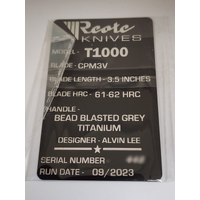 Reate
KNIVES
MODEL - T1000
BLADE - CPM3V
BLADE LENGTH - 3.5 INCHES
BLADE HRC - 61-62 HRC
HANDLE -
BEAD BLASTED GREY
TITANIUM
DESIGNER - ALVIN LEE
SERIAL NUMBER
RUN DATE - 09/2023